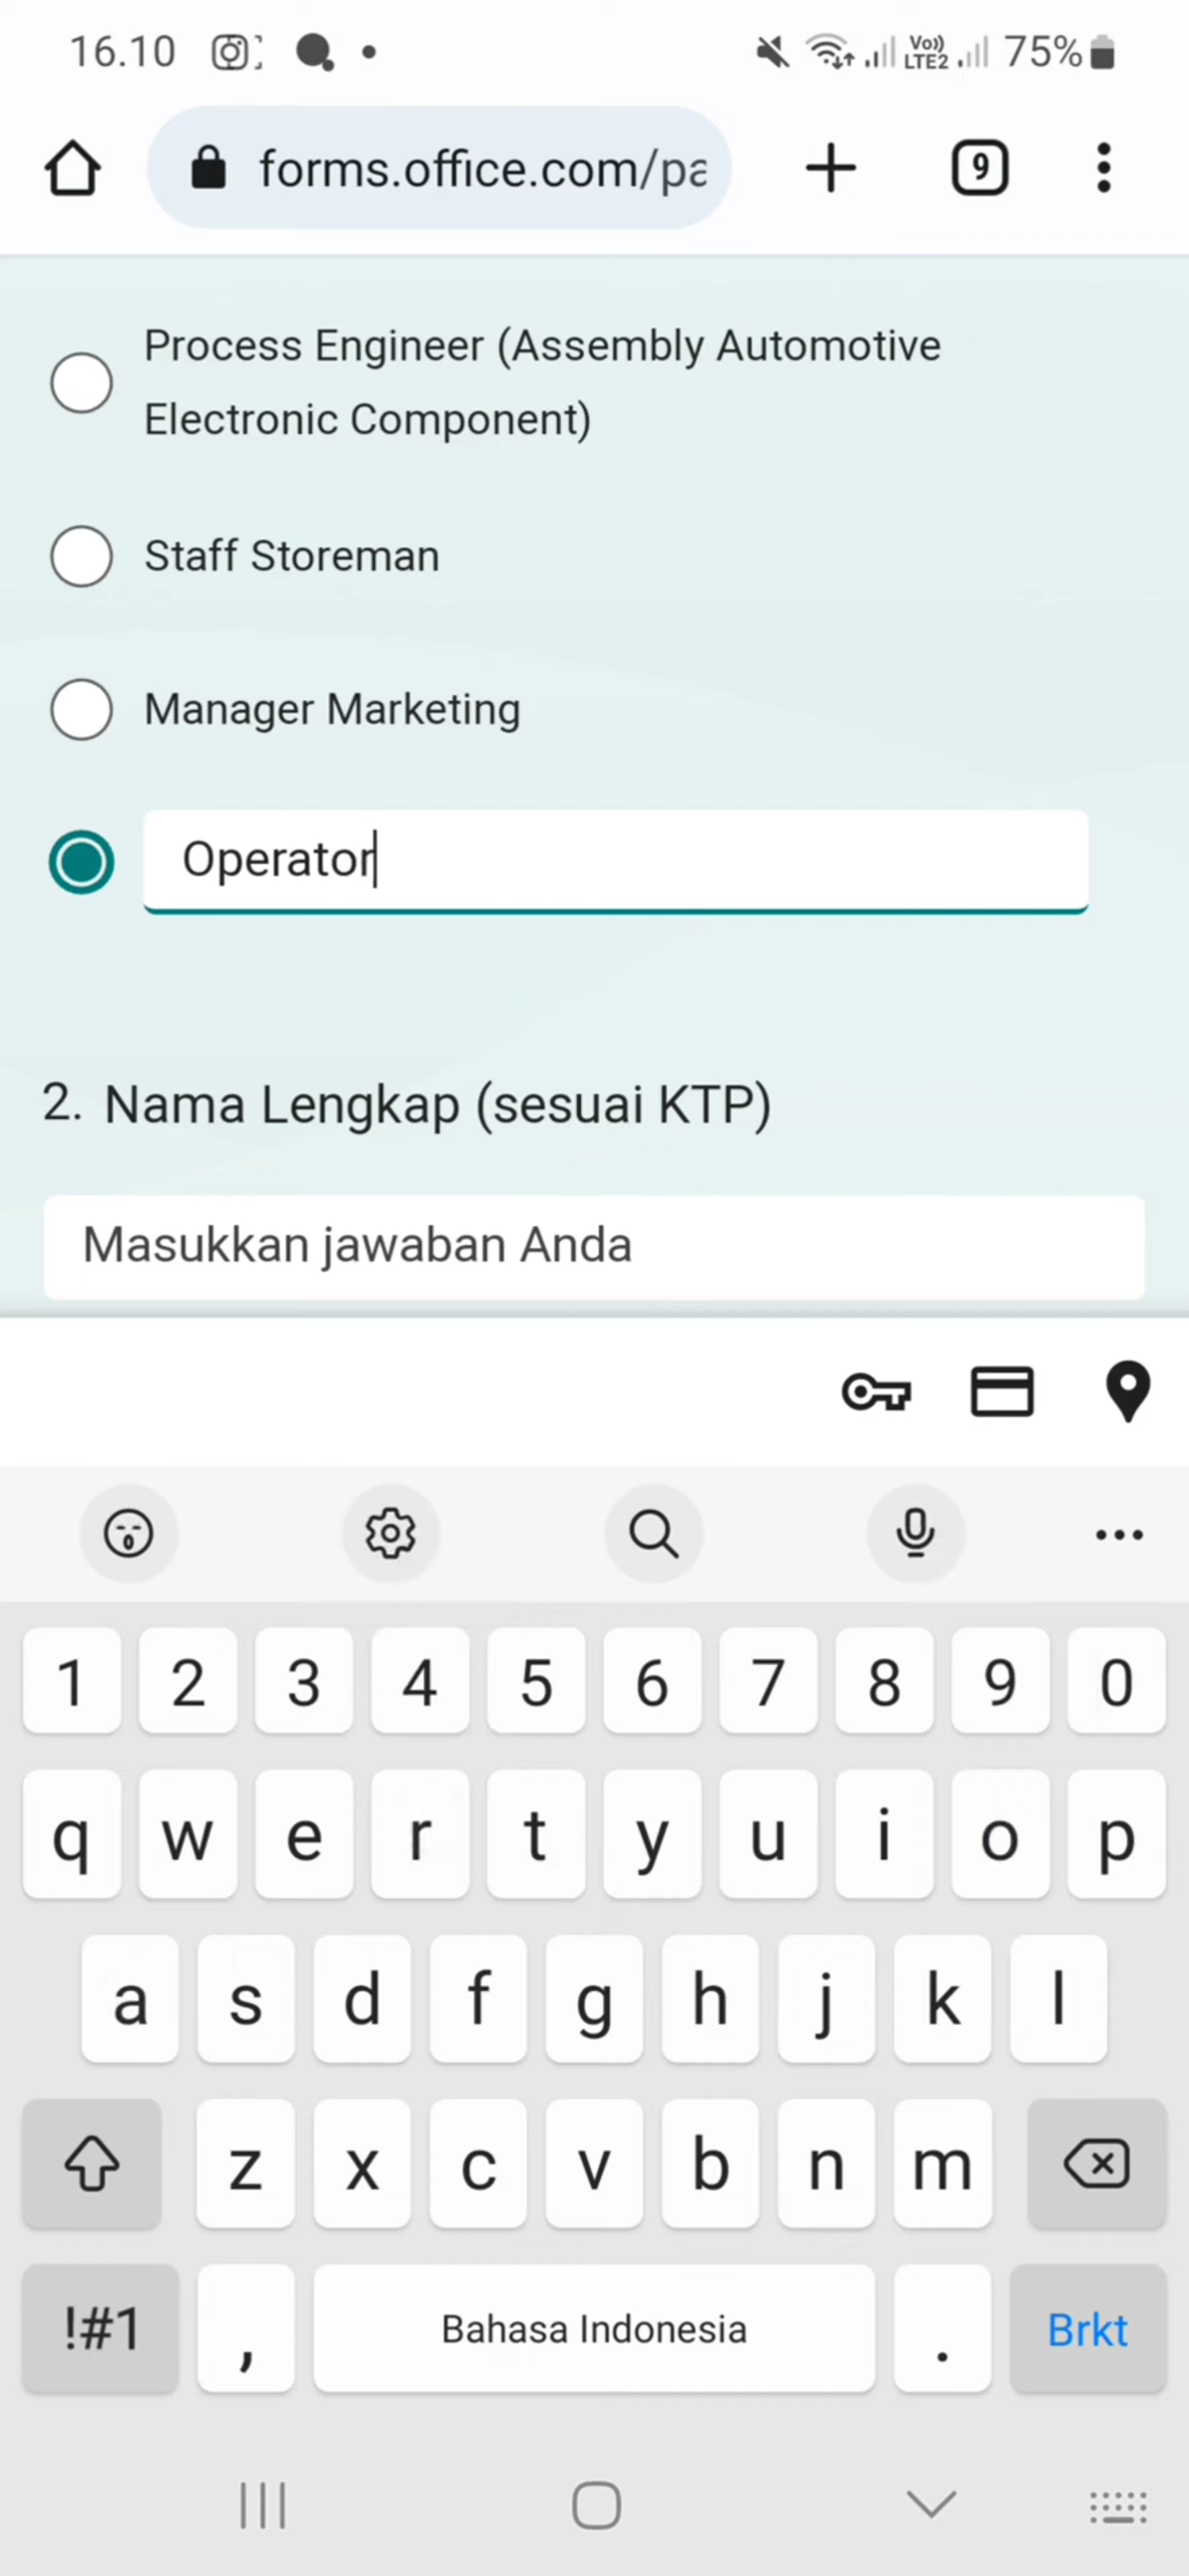 16.10
Vo))
LTE2
75%
forms.office.com/pa
9
Process Engineer (Assembly Automotive
Electronic Component)
Staff Storeman
Manager Marketing
Operator
2. Nama Lengkap (sesuai KTP)
Masukkan jawaban Anda
1 2 3 4 5 6 7 8 9 0
q w e r t y u i o p
a s d f g h j k l
z x c v b n m
!#1 , Bahasa Indonesia . Brkt